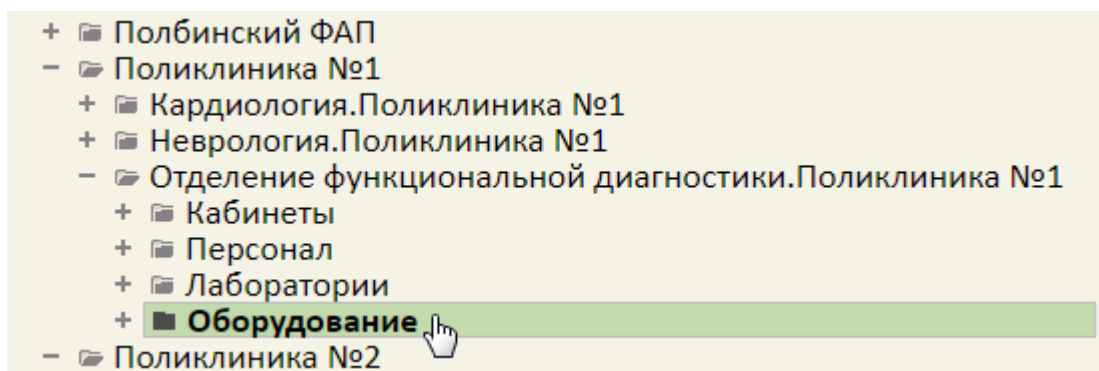 Полбинский ФАП
Поликлиника №1
Кардиология.Поликлиника №1
Неврология.Поликлиника №1
Отделение функциональной диагностики.Поликлиника №1
Кабинеты
Персонал
Лаборатории
Оборудование
Поликлиника №2